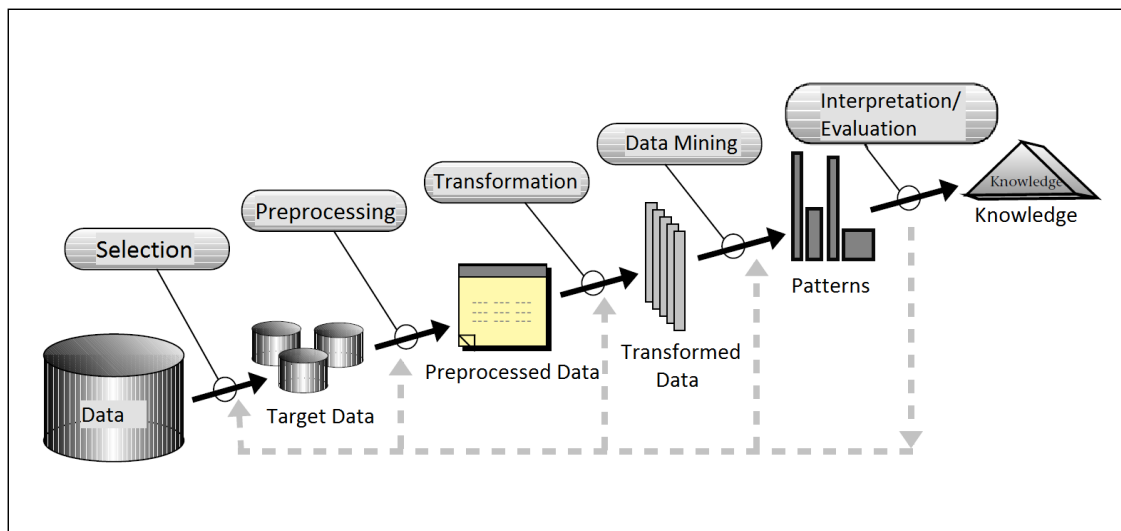 Interpretation/
Evaluation
Data Mining
Transformation
Preprocessing
Selection
Knowledge
Knowledge
Patterns
Transformed
Data
Preprocessed Data
Target Data
Data